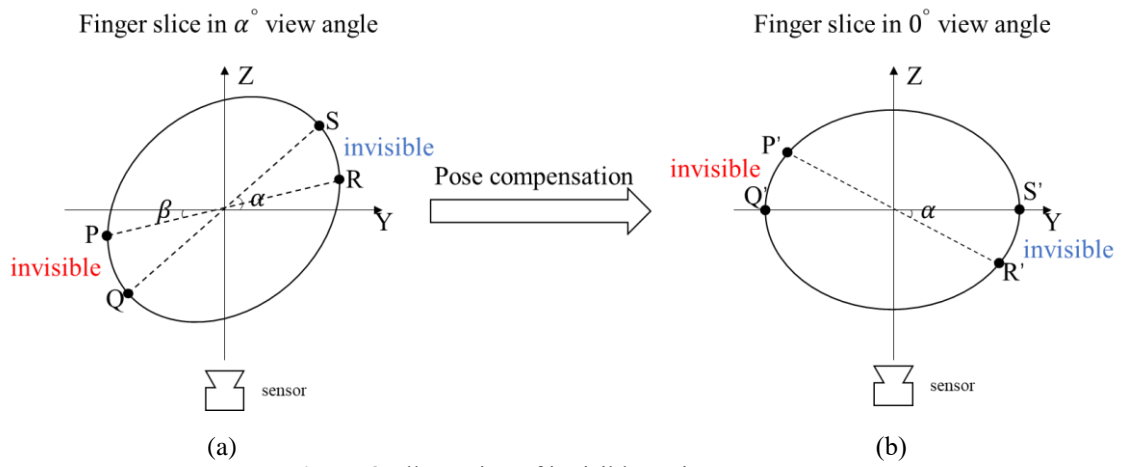 Finger slice in α° view angle
Finger slice in 0° view angle
Z
S
invisible
R
α
β
Y
P
invisible
Q
sensor
(a)
Pose compensation
Z
P'
invisible
Q'
S'
α
Y
invisible
R'
sensor
(b)